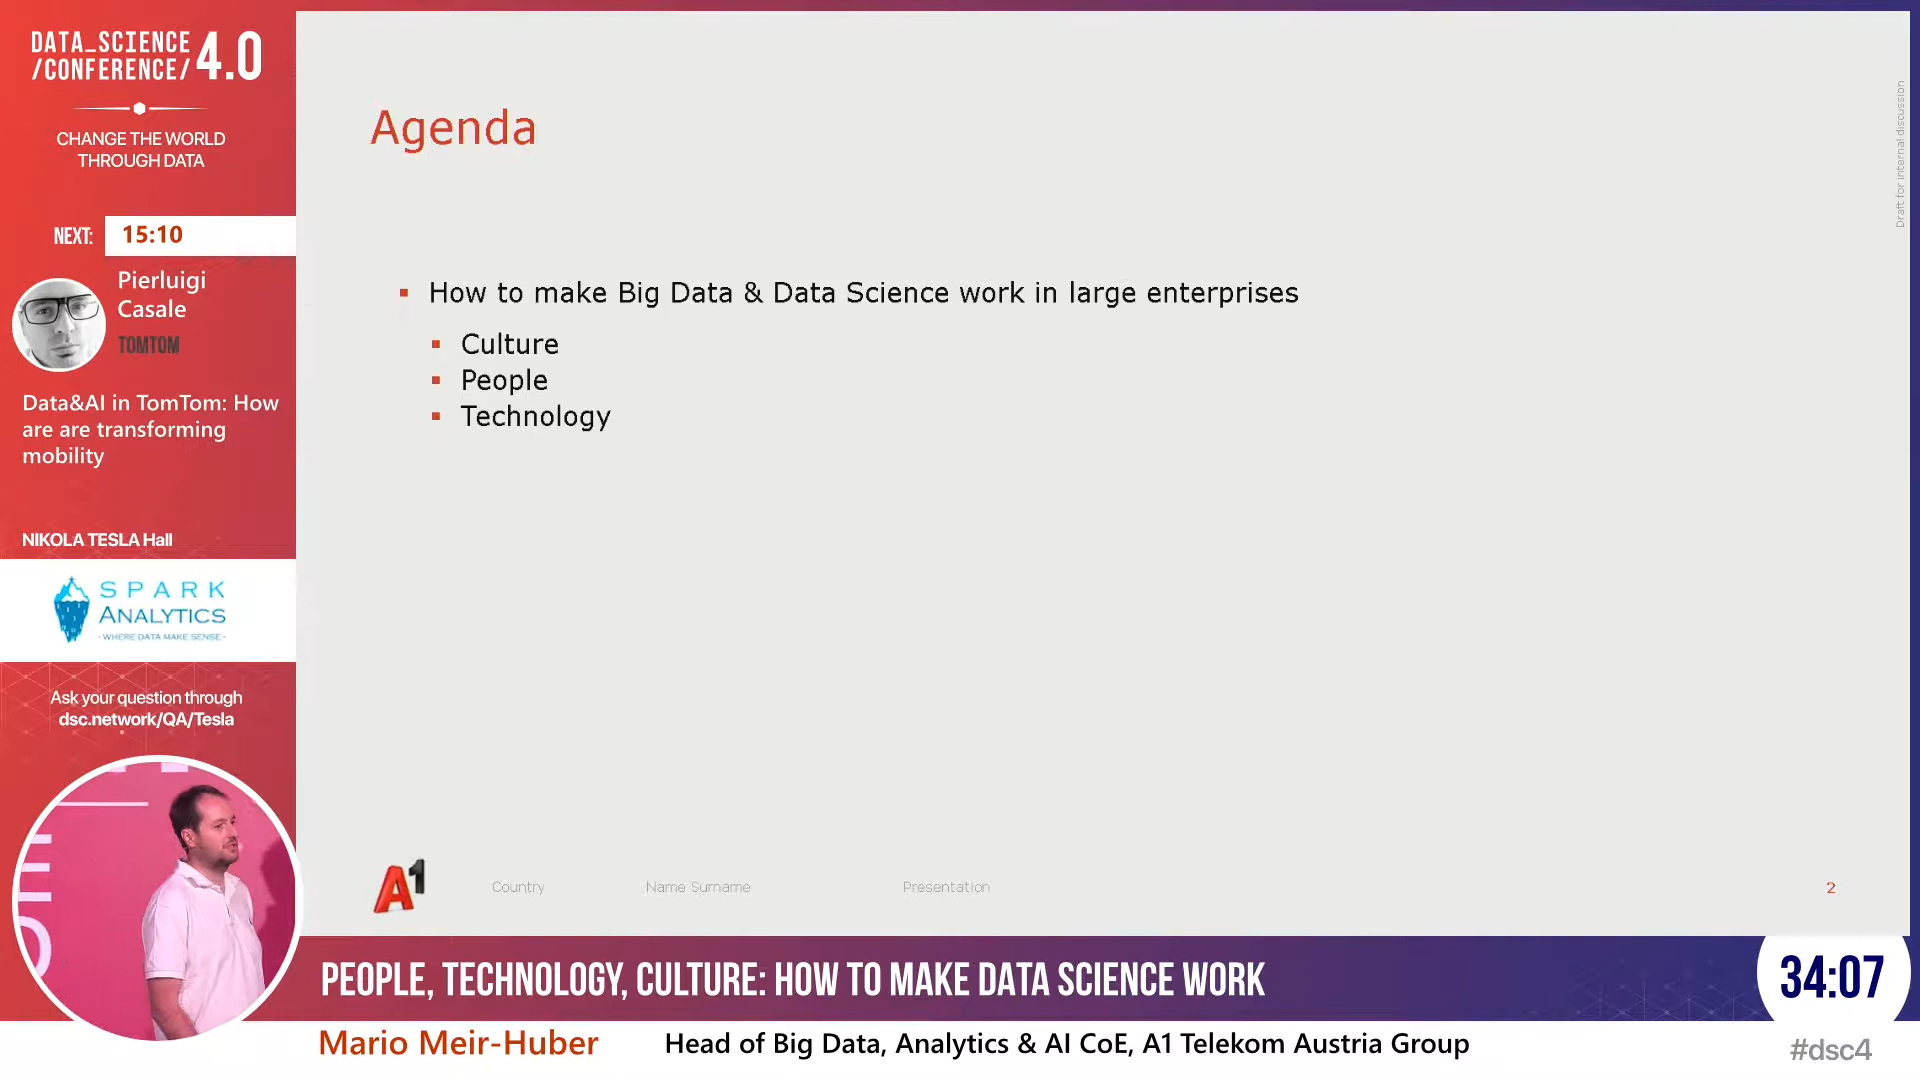 DATA_SCIENCE
/CONFERENCE/ 4.0
CHANGE THE WORLD
THROUGH DATA
NEXT: 15:10
Pierluigi
Casale
TOMTOM
Data&AI in TomTom: How
are are transforming
mobility
NIKOLA TESLA Hall
SPARK
ANALYTICS
- WHERE DATA MAKE SENSE -
Ask your question through
dsc.network/QA/Tesla
Agenda
How to make Big Data & Data Science work in large enterprises
Culture
People
Technology
Draft for internal discussion
A1
Country
Name Surname
Presentation
2
PEOPLE, TECHNOLOGY, CULTURE: HOW TO MAKE DATA SCIENCE WORK
34:07
Mario Meir-Huber
Head of Big Data, Analytics & AI CoE, A1 Telekom Austria Group
#dsc4